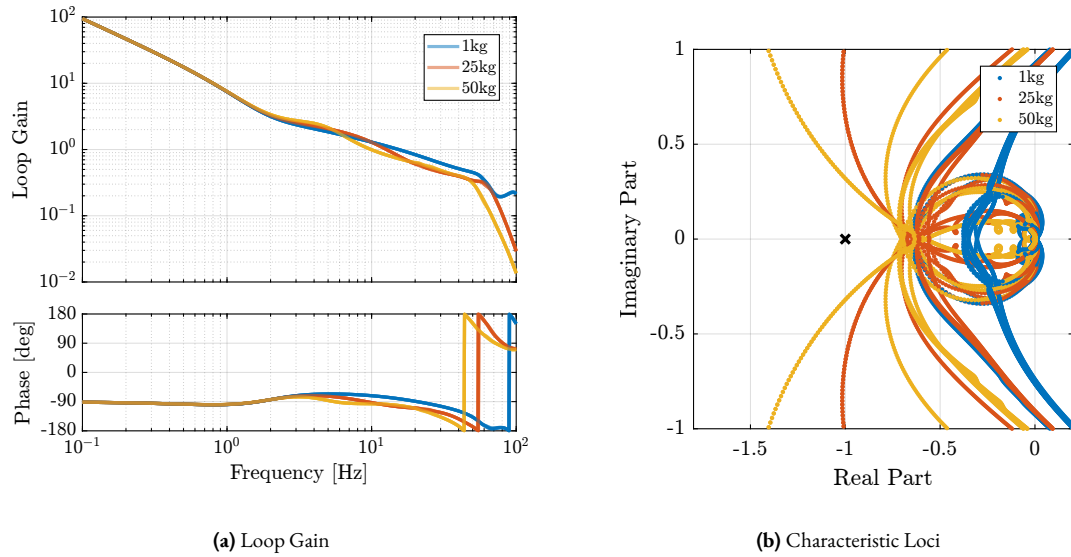 10^2
10^1
10^0
10^-1
10^-2
Loop Gain
1kg
25kg
50kg
180
90
0
-90
-180
Phase [deg]
10^-1
10^0
10^1
10^2
Frequency [Hz]
(a) Loop Gain
1
0.5
0
-0.5
-1
Imaginary Part
1kg
25kg
50kg
-1.5
-1
-0.5
0
Real Part
(b) Characteristic Loci